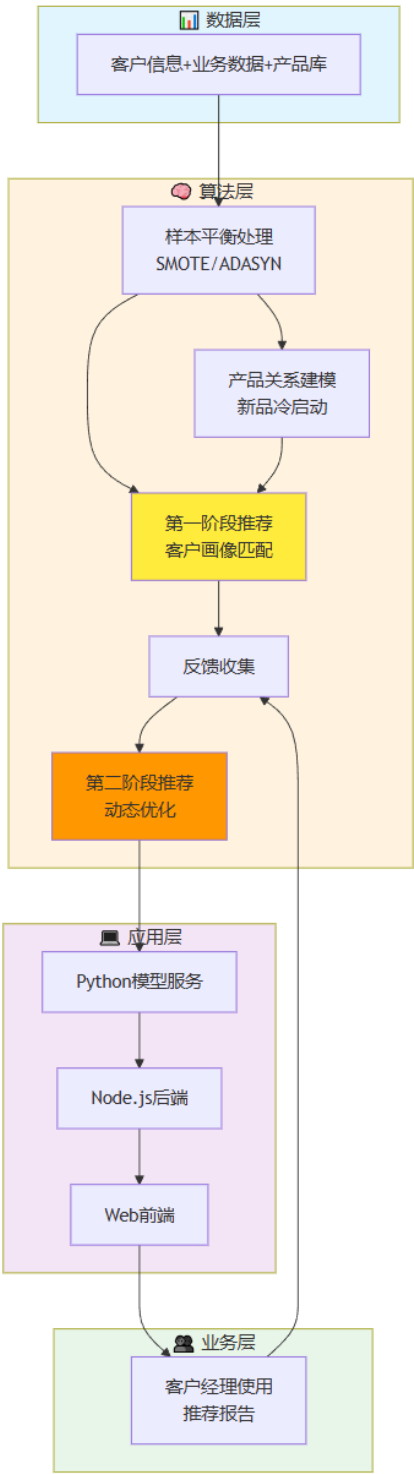 📊 数据层
客户信息+业务数据+产品库
🧠 算法层
样本平衡处理
SMOTE/ADASYN
产品关系建模
新品冷启动
第一阶段推荐
客户画像匹配
反馈收集
第二阶段推荐
动态优化
💻 应用层
Python模型服务
Node.js后端
Web前端
👥 业务层
客户经理使用
推荐报告